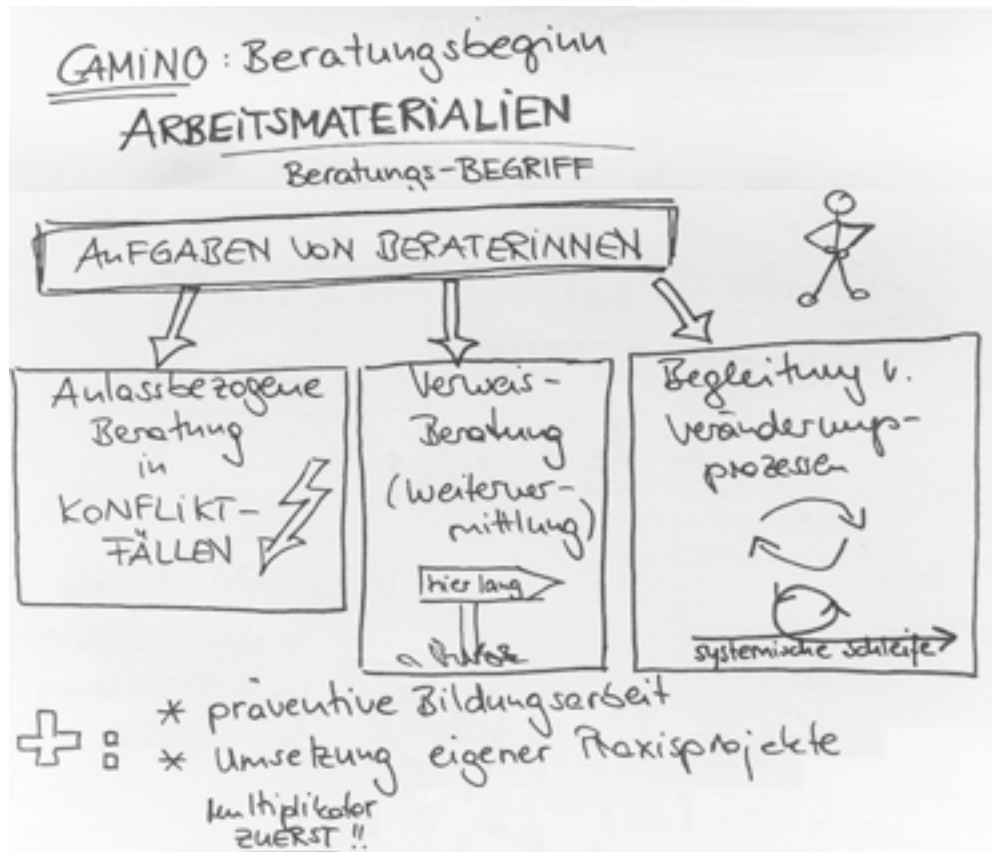 CAMINO: Beratungsbeginn
ARBEITSMATERIALIEN
Beratungs-BEGRIFF
AUFGABEN VON BERATERINNEN
Anlassbezogene
Beratung
in
KONFLIKT-
FÄLLEN
Verweis-
Beratung
(Weiterver-
mittlung)
hier lang
Begleitung v.
Veränderungs-
prozessen
systemische Schleife
+ : * präventive Bildungsarbeit
* Umsetzung eigener Praxisprojekte
Multiplikator
ZUERST !!